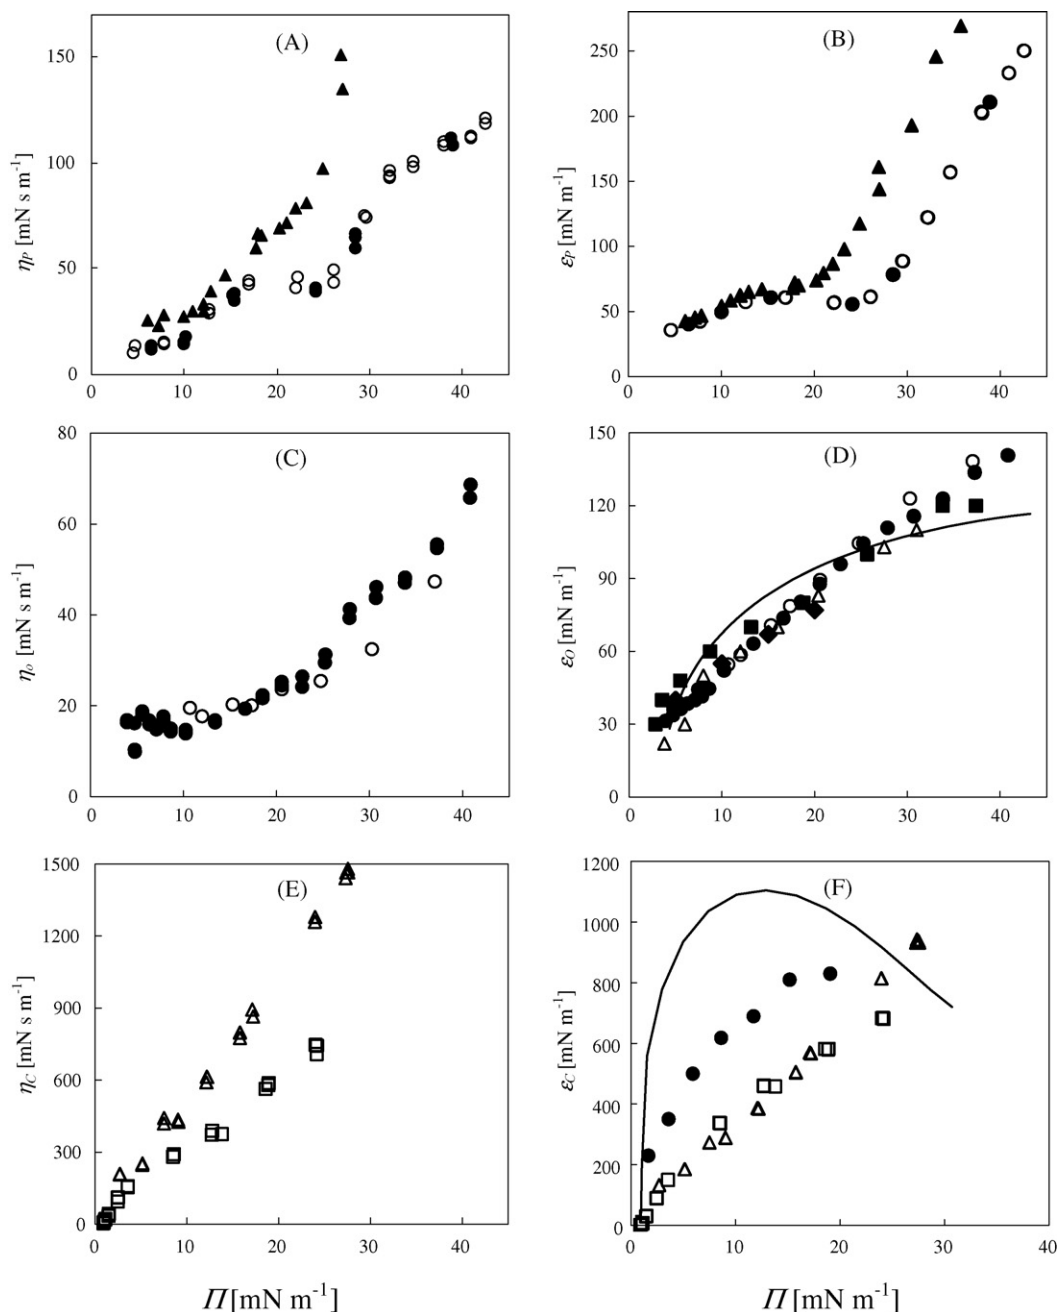 (A)
150
100
50
0
η_P [mN s m⁻¹]
0 10 20 30 40
(B)
250
200
150
100
50
0
ε_P [mN m⁻¹]
0 10 20 30 40
(C)
80
60
40
20
0
η_o [mN s m⁻¹]
0 10 20 30 40
(D)
150
120
90
60
30
0
ε_O [mN m⁻¹]
0 10 20 30 40
(E)
1500
1200
900
600
300
0
η_C [mN s m⁻¹]
0 10 20 30 40
Π [mN m⁻¹]
(F)
1200
1000
800
600
400
200
0
ε_C [mN m⁻¹]
0 10 20 30 40
Π [mN m⁻¹]